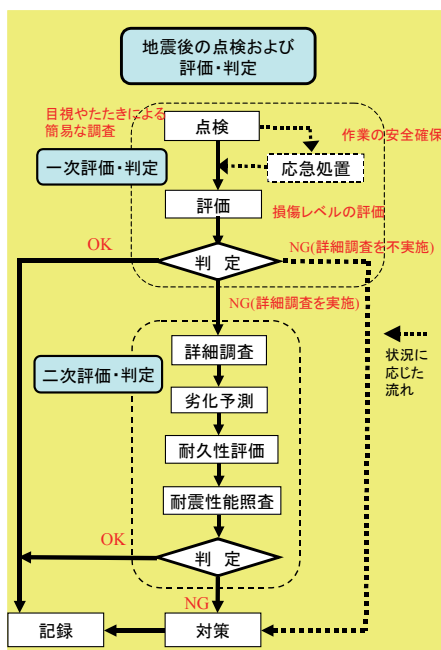 地震後の点検および
評価・判定
目視やたたきによる
簡易な調査
点検
作業の安全確保
一次評価・判定
応急処置
評価
損傷レベルの評価
OK
判 定
NG(詳細調査を不実施)
NG(詳細調査を実施)
詳細調査
状況に
応じた
流れ
二次評価・判定
劣化予測
耐久性評価
耐震性能照査
OK
判 定
NG
記録
対策